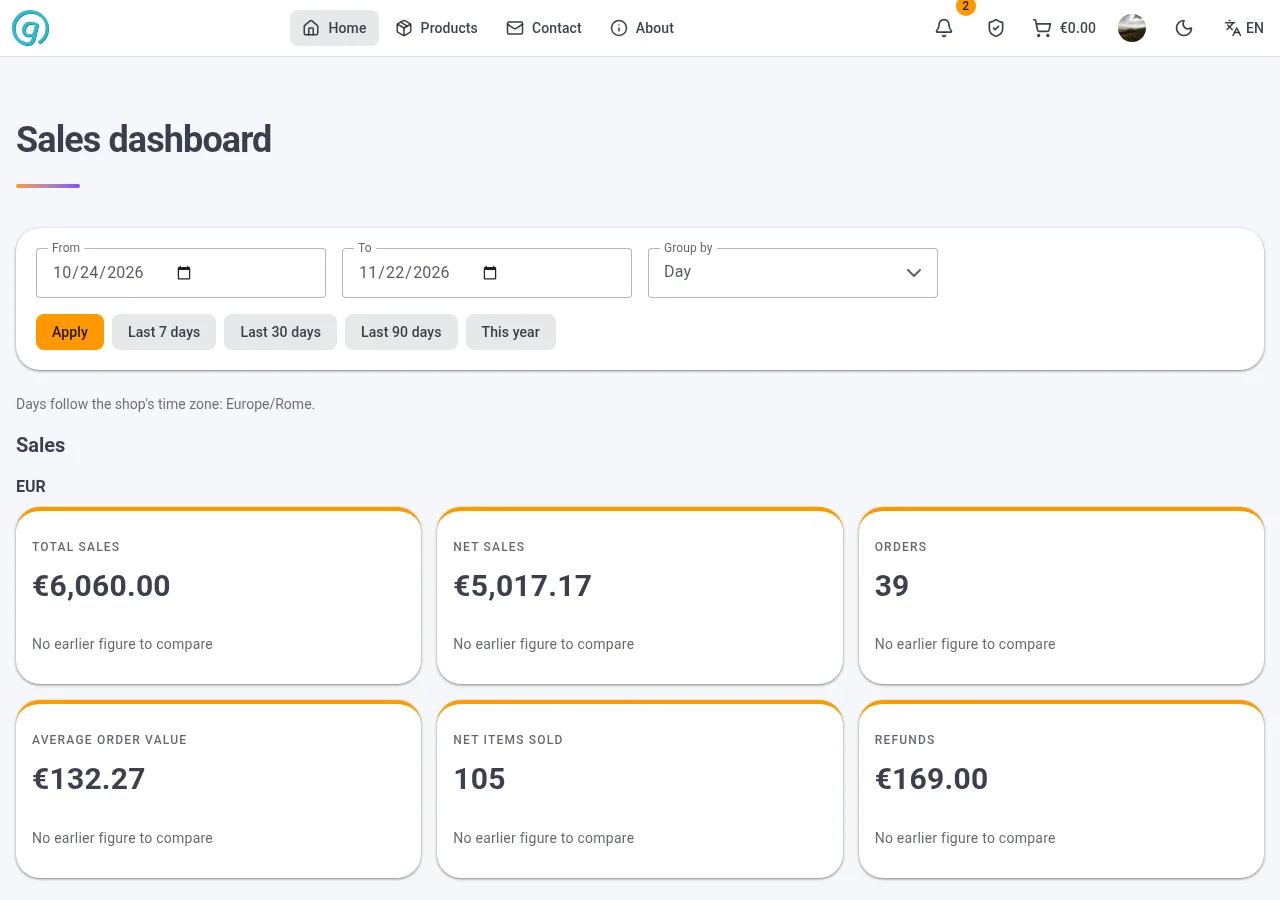 g
Home
Products
Contact
About
2
€0.00
EN
Sales dashboard
From
10/24/2026
To
11/22/2026
Group by
Day
Apply
Last 7 days
Last 30 days
Last 90 days
This year
Days follow the shop's time zone: Europe/Rome.
Sales
EUR
TOTAL SALES
€6,060.00
No earlier figure to compare
NET SALES
€5,017.17
No earlier figure to compare
ORDERS
39
No earlier figure to compare
AVERAGE ORDER VALUE
€132.27
No earlier figure to compare
NET ITEMS SOLD
105
No earlier figure to compare
REFUNDS
€169.00
No earlier figure to compare